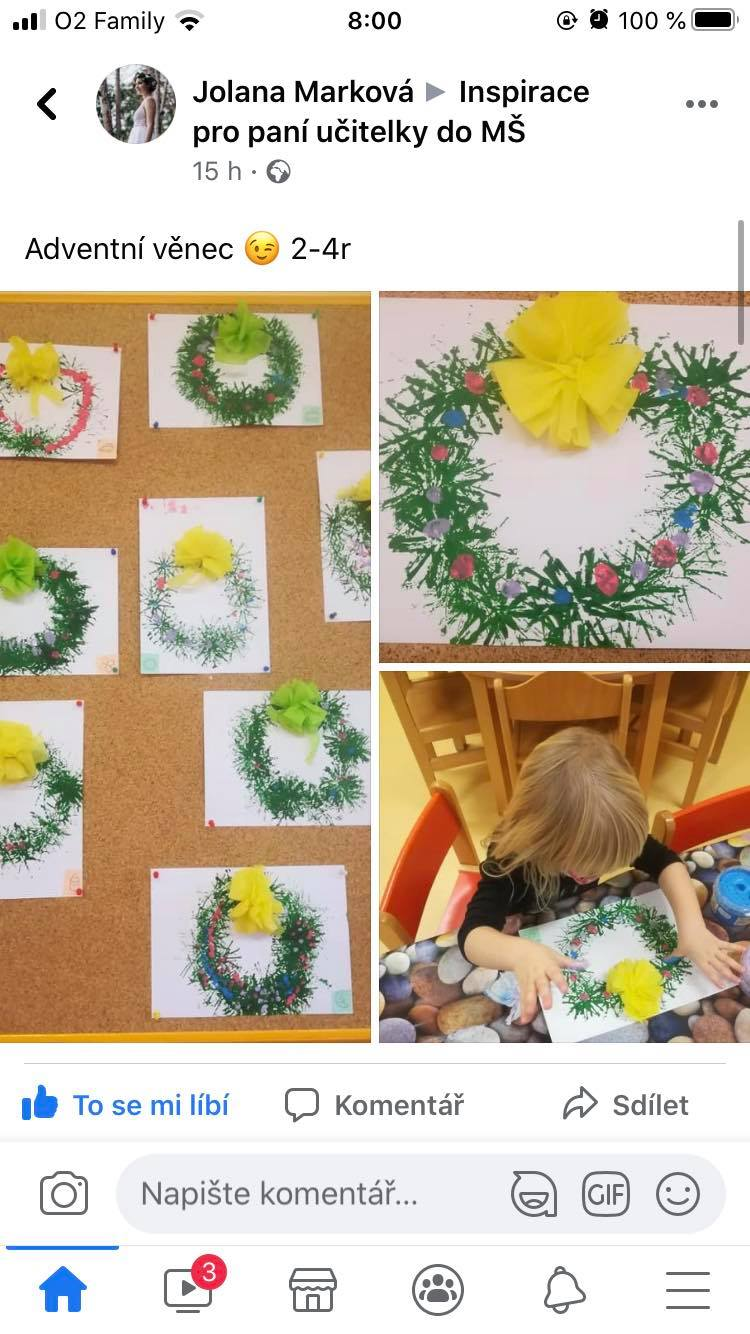 O2 Family
8:00
100 %
Jolana Marková ▶ Inspirace
pro paní učitelky do MŠ
15 h ·
Adventní věnec 😉 2-4r
To se mi líbí
Komentář
Sdílet
Napište komentář...
GIF
3